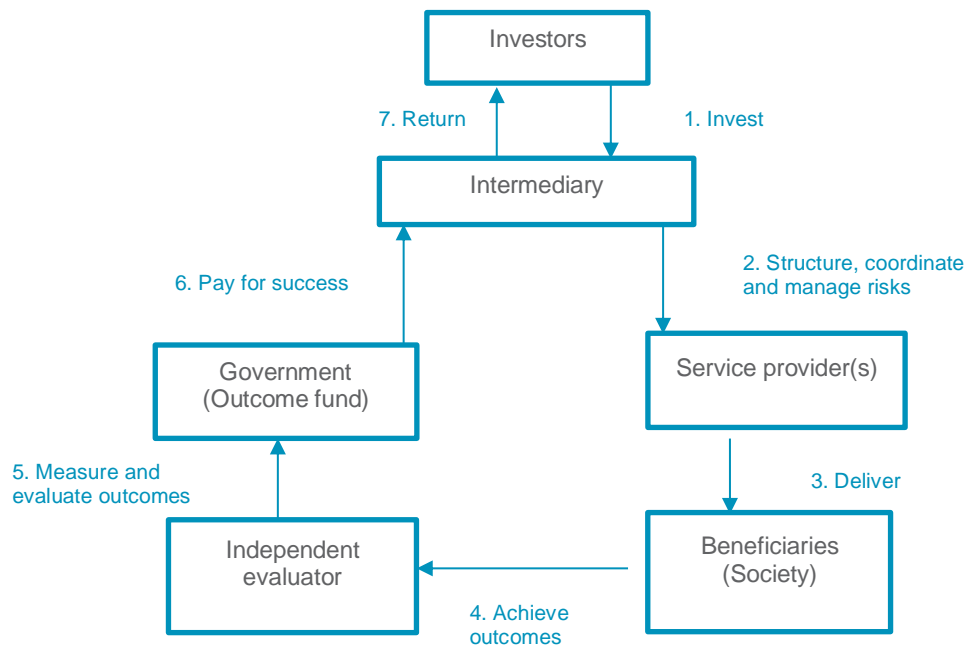 Investors
7. Return
1. Invest
Intermediary
2. Structure, coordinate
and manage risks
6. Pay for success
Government
(Outcome fund)
Service provider(s)
5. Measure and
evaluate outcomes
3. Deliver
Independent
evaluator
Beneficiaries
(Society)
4. Achieve
outcomes